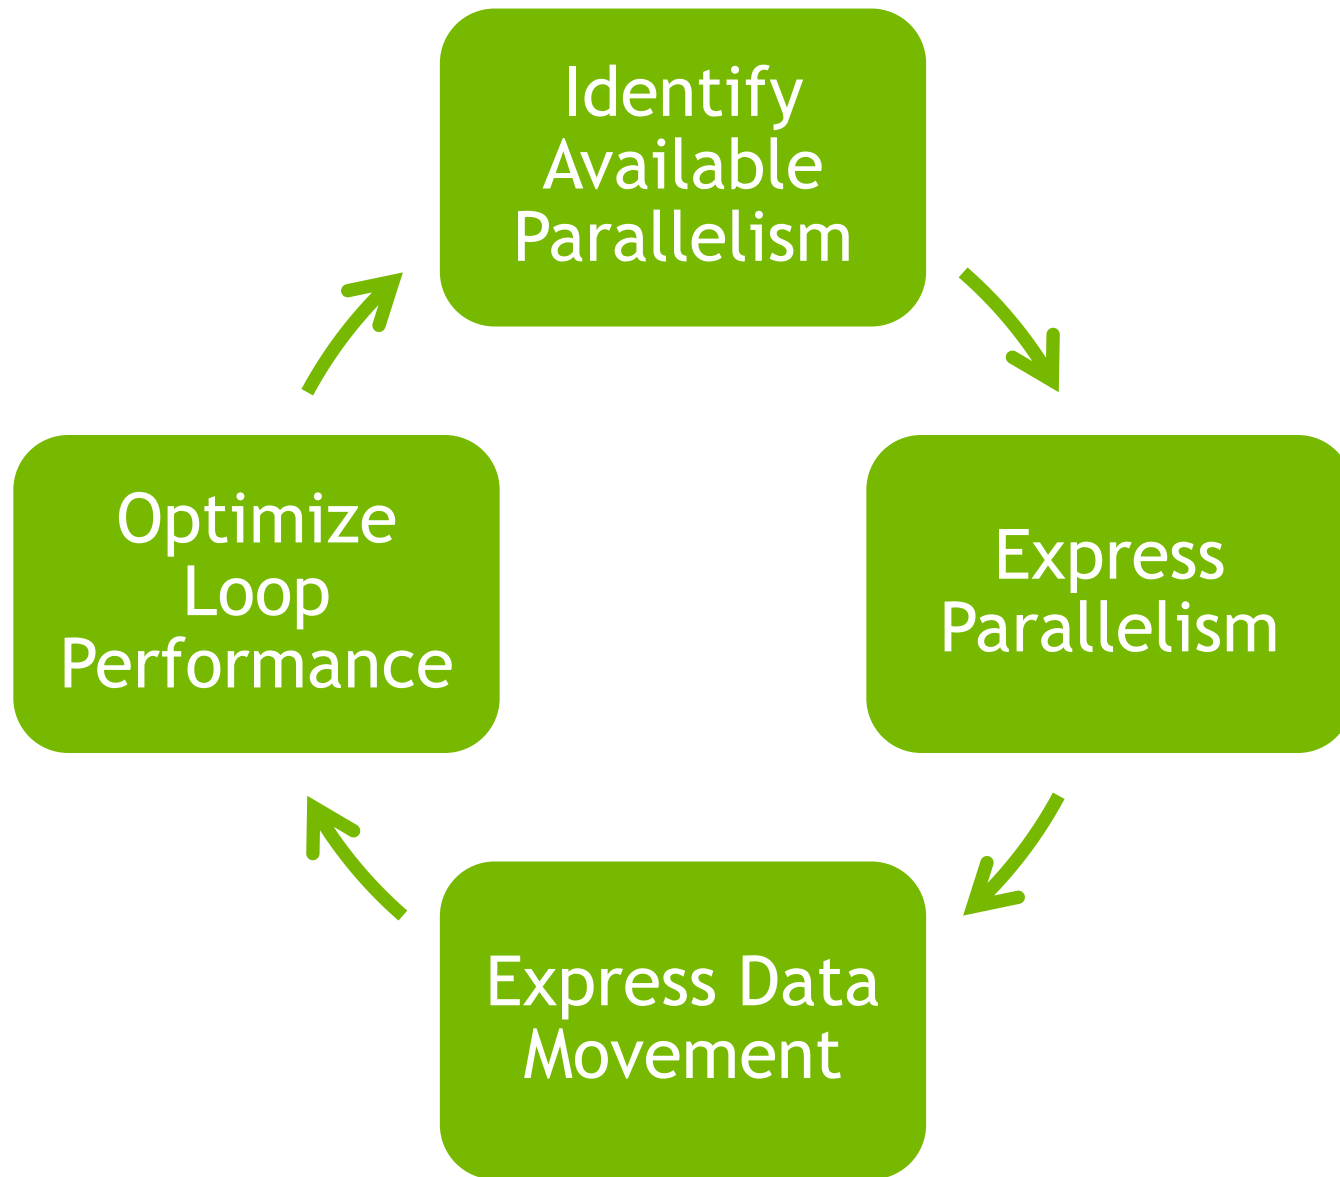 Identify
Available
Parallelism
Express
Parallelism
Express Data
Movement
Optimize
Loop
Performance